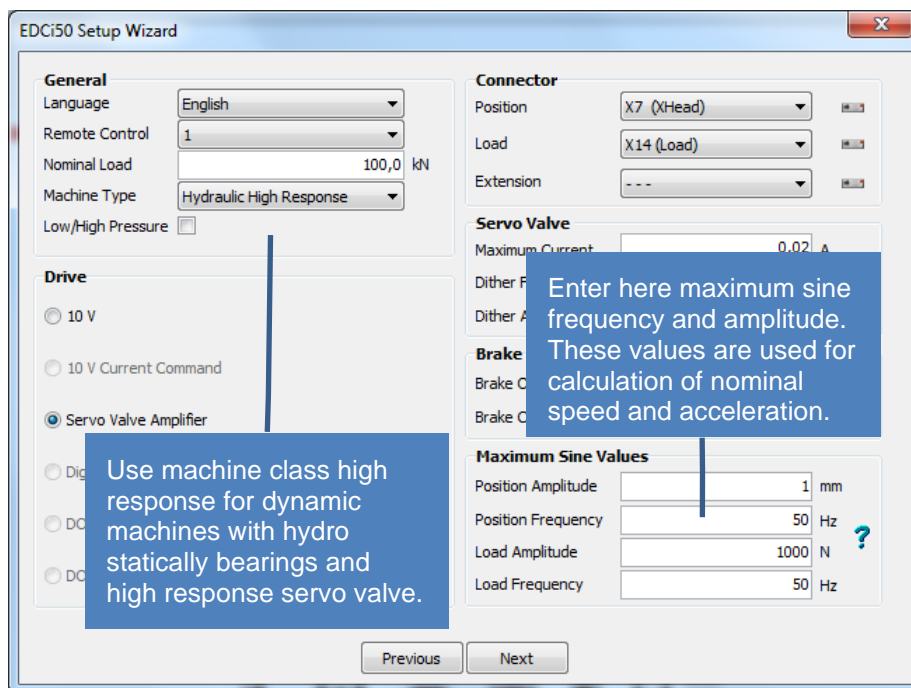 EDCi50 Setup Wizard
General
Language English
Remote Control 1
Nominal Load 100,0 kN
Machine Type Hydraulic High Response
Low/High Pressure
Drive
10 V
10 V Current Command
Servo Valve Amplifier
Use machine class high
response for dynamic
machines with hydro
statically bearings and
high response servo valve.
Connector
Position X7 (XHead)
Load X14 (Load)
Extension - - -
Servo Valve
Maximum Current 0,02 A
Dither
Dither
Enter here maximum sine
frequency and amplitude.
These values are used for
calculation of nominal
speed and acceleration.
Brake
Brake
Brake
Maximum Sine Values
Position Amplitude 1 mm
Position Frequency 50 Hz
Load Amplitude 1000 N
Load Frequency 50 Hz
?
Previous Next